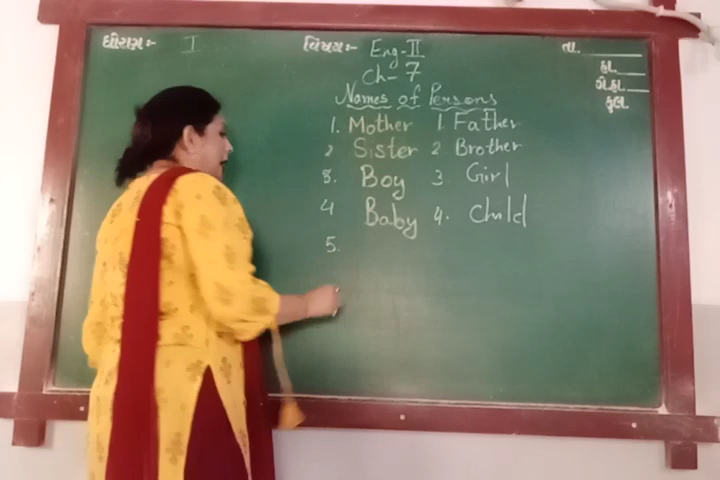 ધોરણઃ- I વિષયઃ- Eng-II તા.
Ch-7 હા.
ગે.હા.
Names of Persons કુલ.
1. Mother 1. Father
2 Sister 2. Brother
3. Boy 3. Girl
4 Baby 4. Child
5.